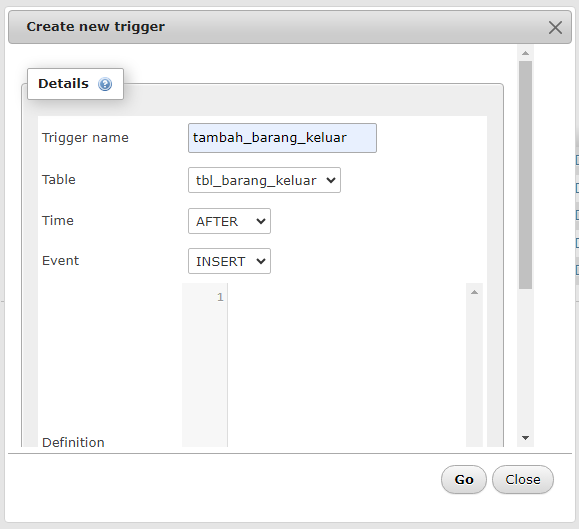 Create new trigger
Details
Trigger name tambah_barang_keluar
Table tbl_barang_keluar
Time AFTER
Event INSERT
1
Definition
Go Close